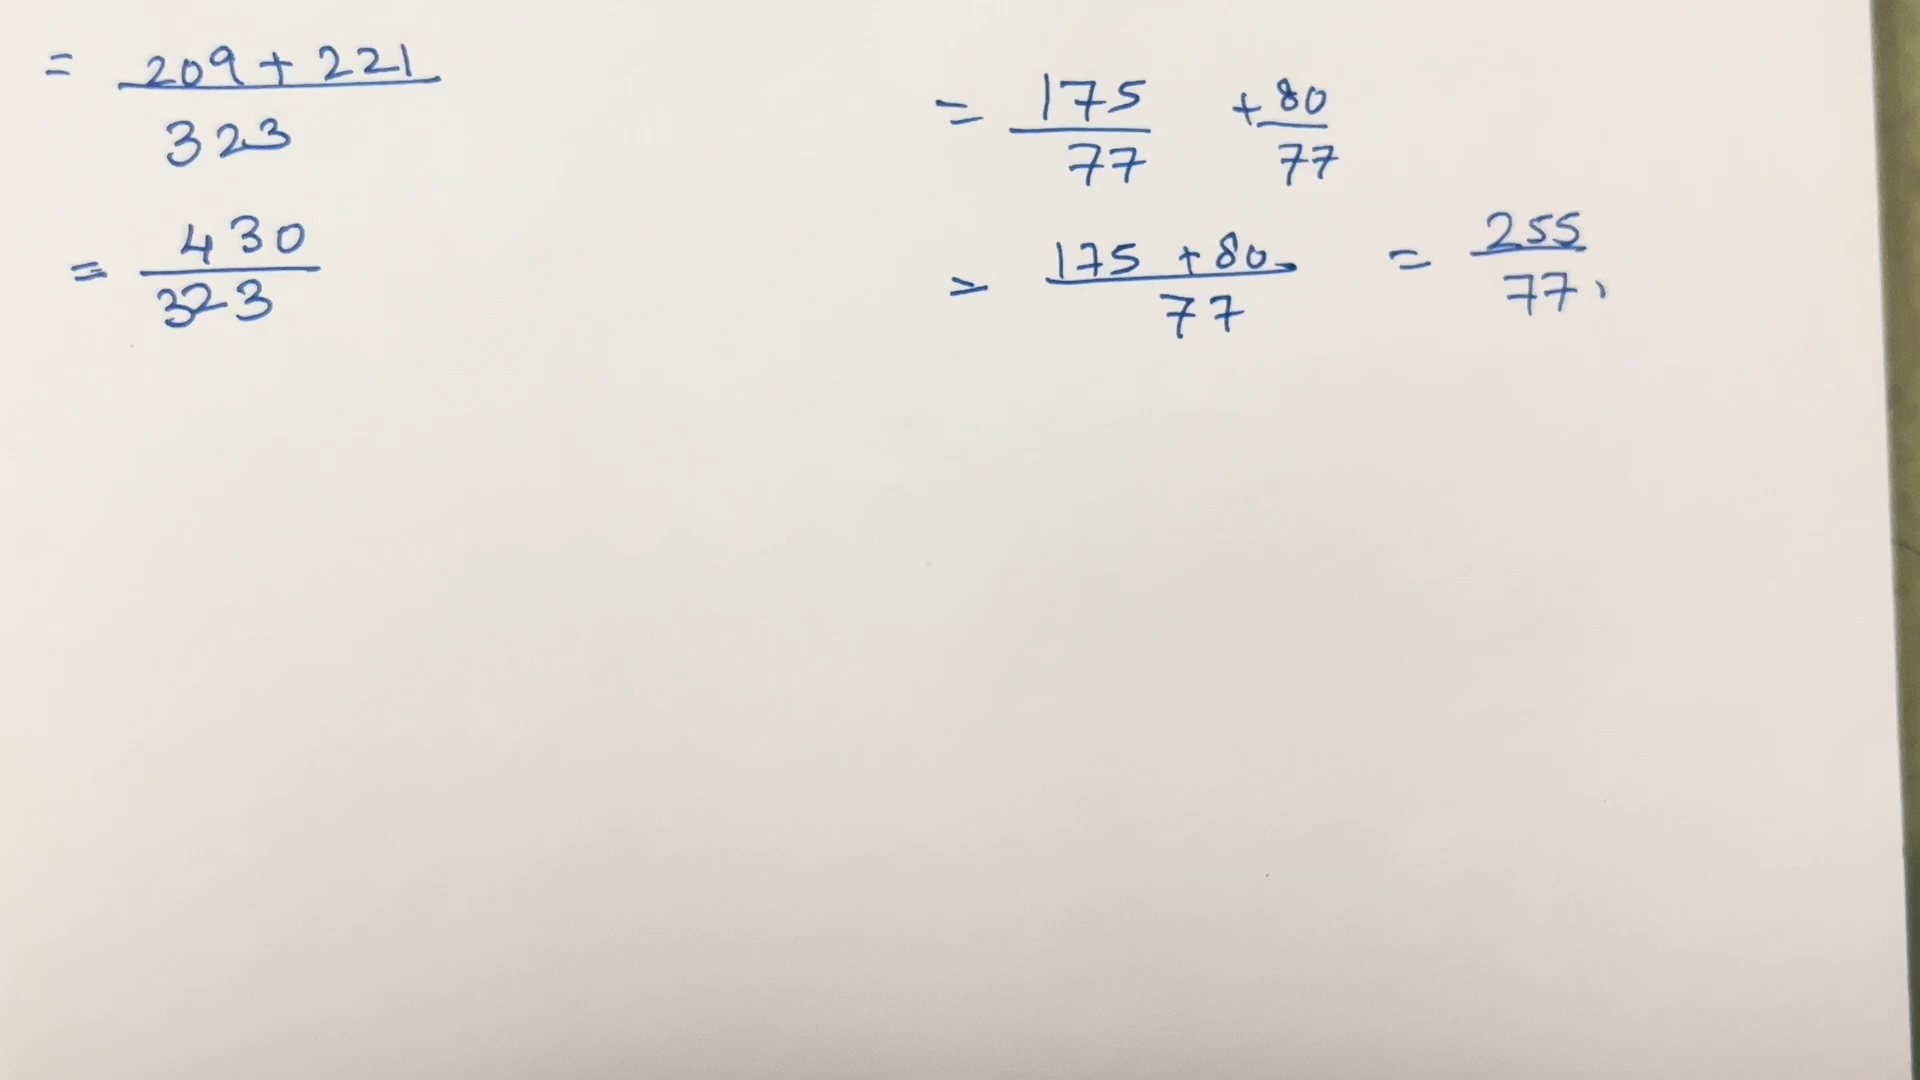 = 209 + 221
323
= 430
323
= 175 + 80
77 77
= 175 + 80 = 255
77 77,